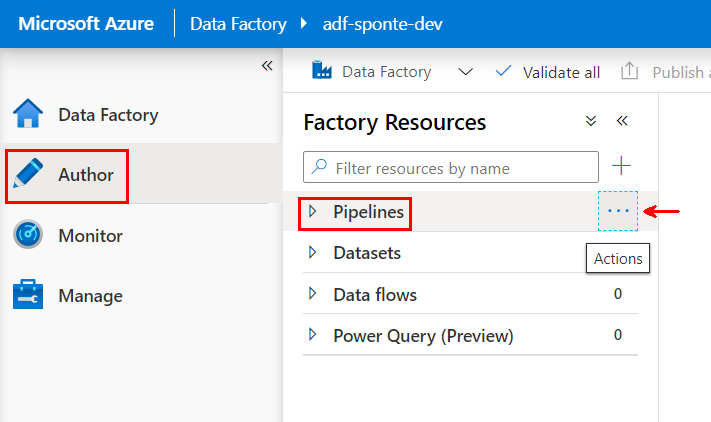 Microsoft Azure Data Factory adf-sponte-dev
Data Factory Validate all Publish a
Data Factory
Author
Monitor
Manage
Factory Resources
Filter resources by name
Pipelines ...
Datasets
Actions
Data flows 0
Power Query (Preview) 0